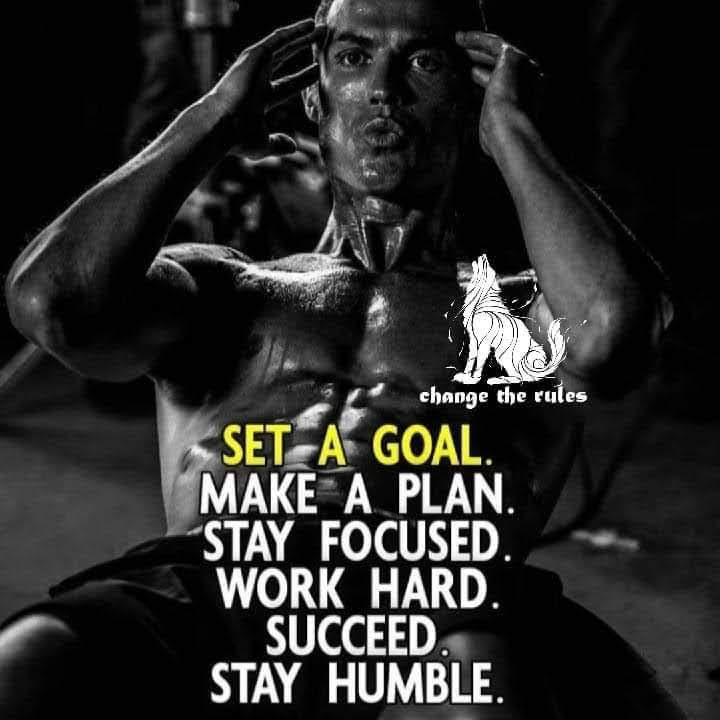 change the rules
SET A GOAL.
MAKE A PLAN.
STAY FOCUSED.
WORK HARD.
SUCCEED.
STAY HUMBLE.